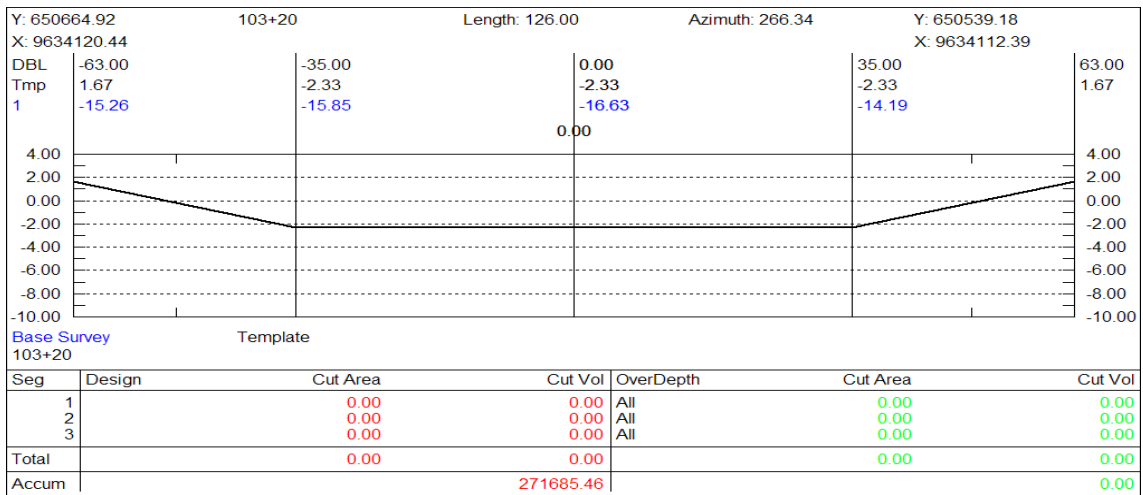 Y: 650664.92 103+20 Length: 126.00 Azimuth: 266.34 Y: 650539.18
X: 9634120.44 X: 9634112.39
DBL -63.00 -35.00 0.00 35.00 63.00
Tmp 1.67 -2.33 -2.33 -2.33 1.67
1 -15.26 -15.85 -16.63 -14.19
0.00
4.00 4.00
2.00 2.00
0.00 0.00
-2.00 -2.00
-4.00 -4.00
-6.00 -6.00
-8.00 -8.00
-10.00 -10.00
Base Survey Template
103+20
Seg Design Cut Area Cut Vol OverDepth Cut Area Cut Vol
1 0.00 0.00 All 0.00 0.00
2 0.00 0.00 All 0.00 0.00
3 0.00 0.00 All 0.00 0.00
Total 0.00 0.00 0.00 0.00
Accum 271685.46 0.00